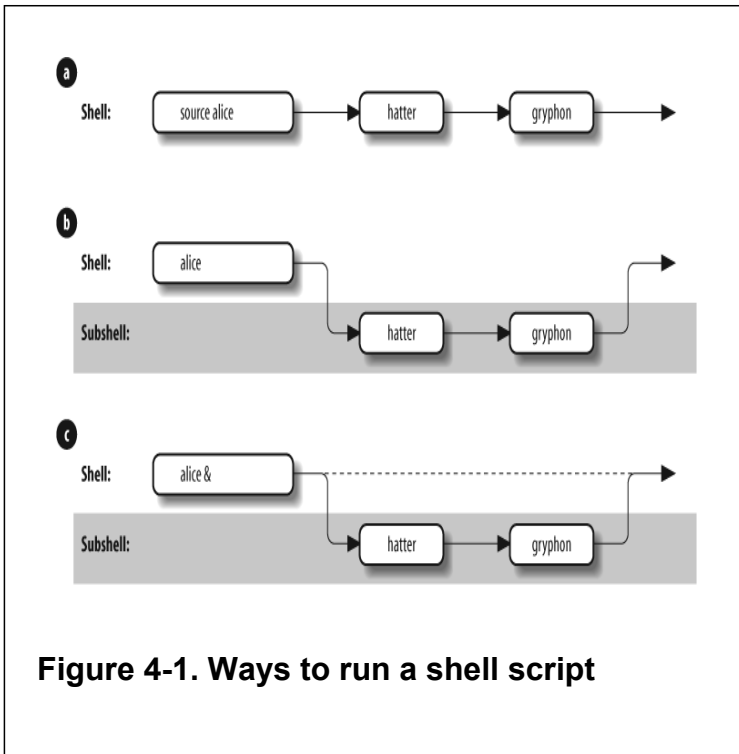 a
Shell: source alice hatter gryphon
b
Shell: alice
Subshell: hatter gryphon
c
Shell: alice &
Subshell: hatter gryphon
Figure 4-1. Ways to run a shell script